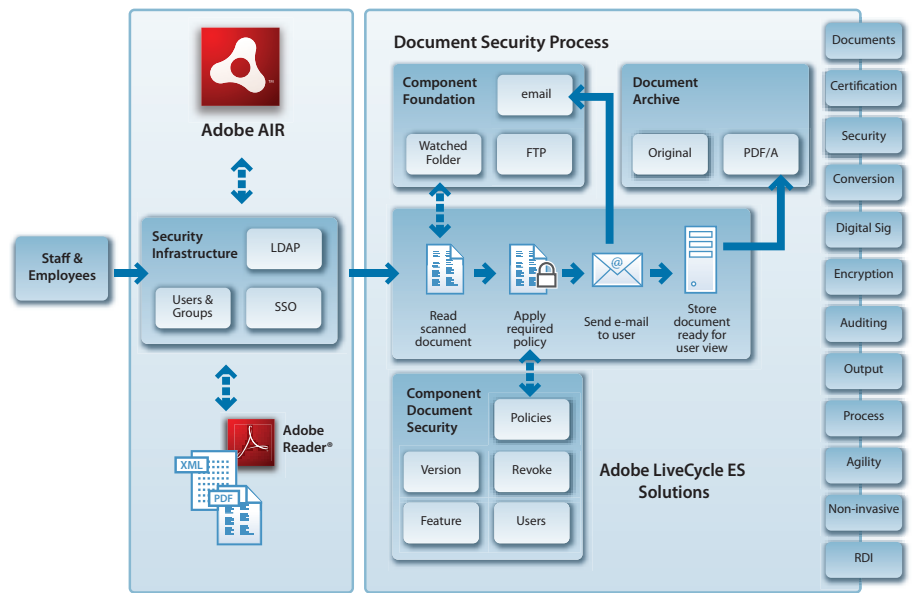 Staff &
Employees
Adobe AIR
Security
Infrastructure
LDAP
Users &
Groups
SSO
Adobe
Reader®
XML
PDF
Document Security Process
Component
Foundation
email
Watched
Folder
FTP
Document
Archive
Original
PDF/A
@
Read
scanned
document
Apply
required
policy
Send e-mail
to user
Store
document
ready for
user view
Component
Document
Security
Policies
Version
Revoke
Feature
Users
Adobe LiveCycle ES
Solutions
Documents
Certification
Security
Conversion
Digital Sig
Encryption
Auditing
Output
Process
Agility
Non-invasive
RDI